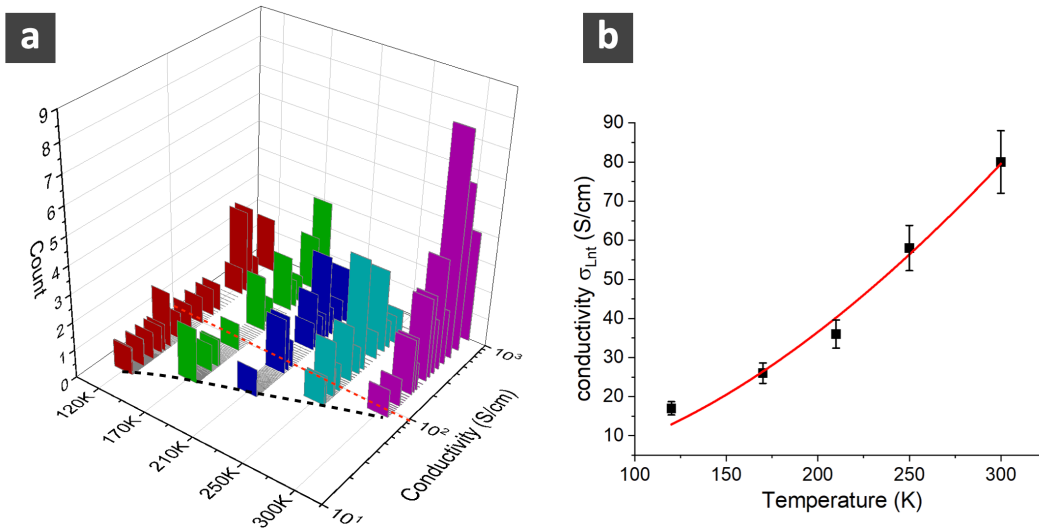 a
9
8
7
6
5
4
3
2
1
0
Count
120K
170K
210K
250K
300K
10¹
10²
10³
Conductivity (S/cm)
b
90
80
70
60
50
40
30
20
10
conductivity σLnt (S/cm)
100
150
200
250
300
Temperature (K)